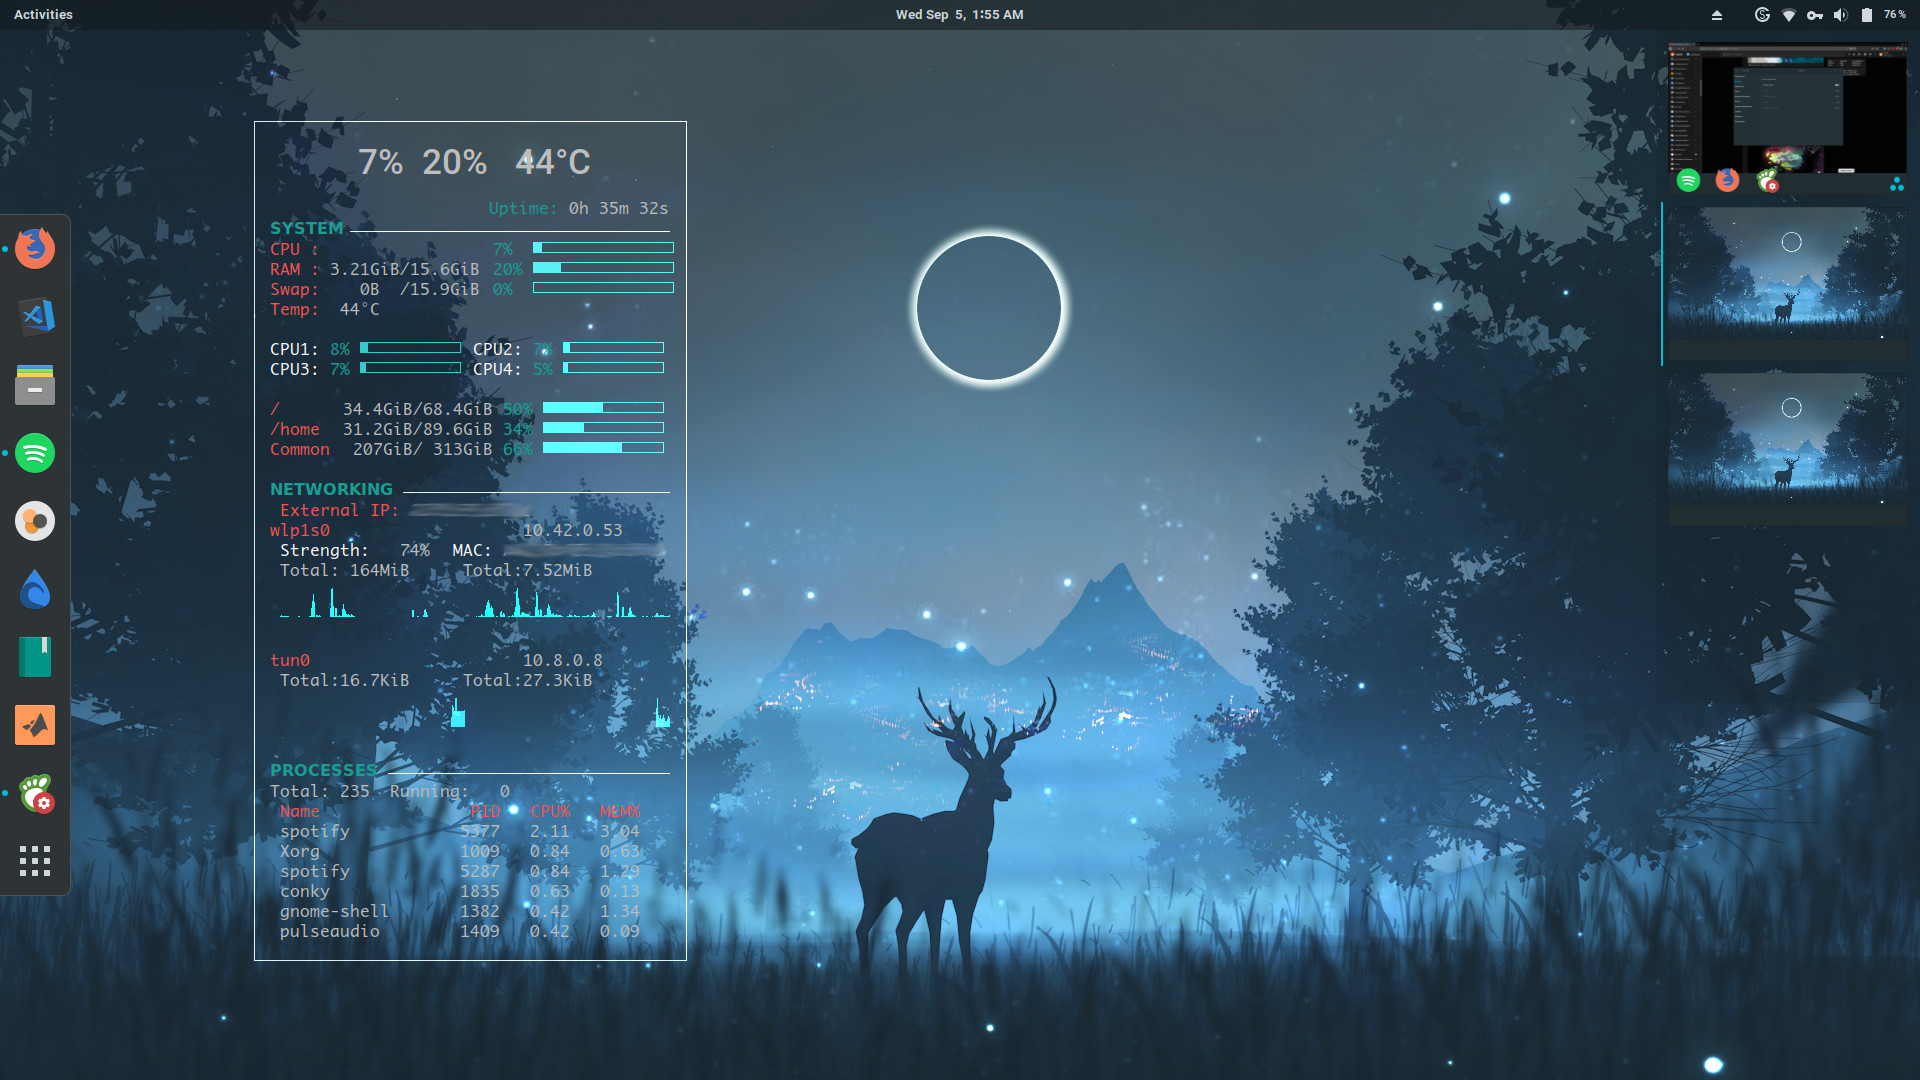 Activities
Wed Sep 5, 1:55 AM
76 %
7% 20% 44°C
Uptime: 0h 35m 32s
SYSTEM
CPU : 7%
RAM : 3.21GiB/15.6GiB 20%
Swap: 0B /15.9GiB 0%
Temp: 44°C
CPU1: 8% CPU2: 7%
CPU3: 7% CPU4: 5%
/ 34.4GiB/68.4GiB 50%
/home 31.2GiB/89.6GiB 34%
Common 207GiB/ 313GiB 66%
NETWORKING
External IP:
wlp1s0 10.42.0.53
Strength: 74% MAC:
Total: 164MiB Total:7.52MiB
tun0 10.8.0.8
Total:16.7KiB Total:27.3KiB
PROCESSES
Total: 235 Running: 0
Name PID CPU% MEM%
spotify 5377 2.11 3.04
Xorg 1009 0.84 0.63
spotify 5287 0.84 1.29
conky 1835 0.63 0.13
gnome-shell 1382 0.42 1.34
pulseaudio 1409 0.42 0.09